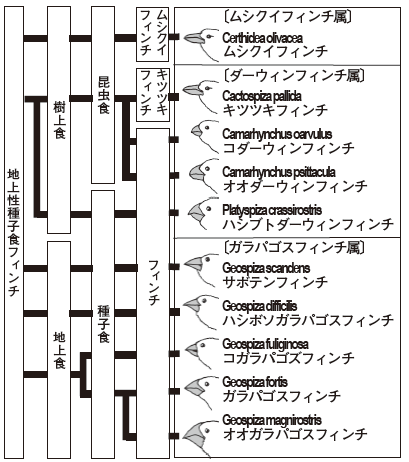 地上性種子食フィンチ
樹上食
地上食
昆虫食
種子食
ムシクイ
フィンチ
キツツキ
フィンチ
フィンチ
〔ムシクイフィンチ属〕
Certhidea olivacea
ムシクイフィンチ
〔ダーウィンフィンチ属〕
Cactospiza pallida
キツツキフィンチ
Camarhynchus oarvulus
コダーウィンフィンチ
Camarhynchus psittacula
オオダーウィンフィンチ
Platyspiza crassirostris
ハシブトダーウィンフィンチ
〔ガラパゴスフィンチ属〕
Geospiza scandens
サボテンフィンチ
Geospiza difficilis
ハシボソガラパゴスフィンチ
Geospiza fuliginosa
コガラパゴズフィンチ
Geospiza fortis
ガラパゴスフィンチ
Geospiza magnirostris
オオガラパゴスフィンチ